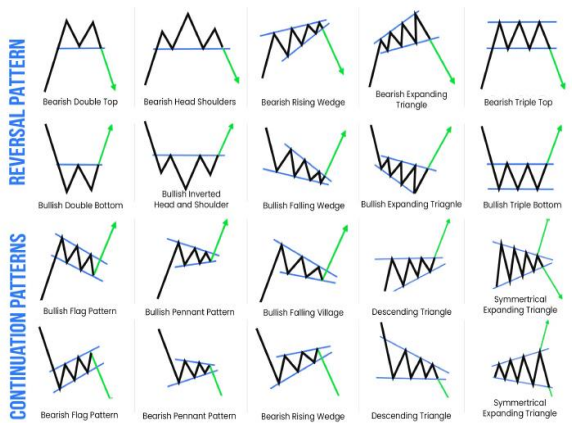 REVERSAL PATTERN
Bearish Double Top
Bearish Head Shoulders
Bearish Rising Wedge
Bearish Expanding
Triangle
Bearish Triple Top
Bullish Double Bottom
Bullish Inverted
Head and Shoulder
Bullish Falling Wedge
Bullish Expanding Triagnle
Bullish Triple Bottom
CONTINUATION PATTERNS
Bullish Flag Pattern
Bullish Pennant Pattern
Bullish Falling Village
Descending Triangle
Symmertrical
Expanding Triangle
Bearish Flag Pattern
Bearish Pennant Pattern
Bearish Rising Wedge
Descending Triangle
Symmertrical
Expanding Triangle